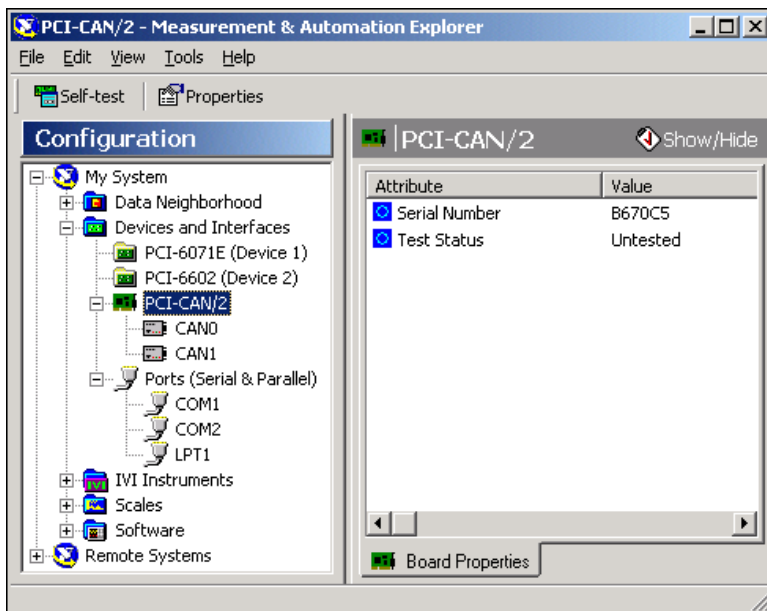 PCI-CAN/2 - Measurement & Automation Explorer
File Edit View Tools Help
Self-test Properties
Configuration
My System
Data Neighborhood
Devices and Interfaces
PCI-6071E (Device 1)
PCI-6602 (Device 2)
PCI-CAN/2
CAN0
CAN1
Ports (Serial & Parallel)
COM1
COM2
LPT1
IVI Instruments
Scales
Software
Remote Systems
PCI-CAN/2 Show/Hide
Attribute Value
Serial Number B670C5
Test Status Untested
Board Properties